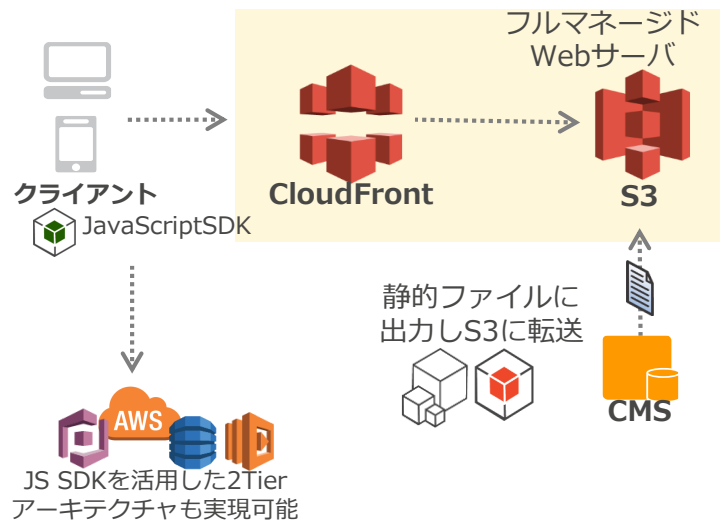 フルマネージド
Webサーバ
クライアント
CloudFront
S3
JavaScriptSDK
静的ファイルに
出力しS3に転送
CMS
AWS
JS SDKを活用した2Tier
アーキテクチャも実現可能